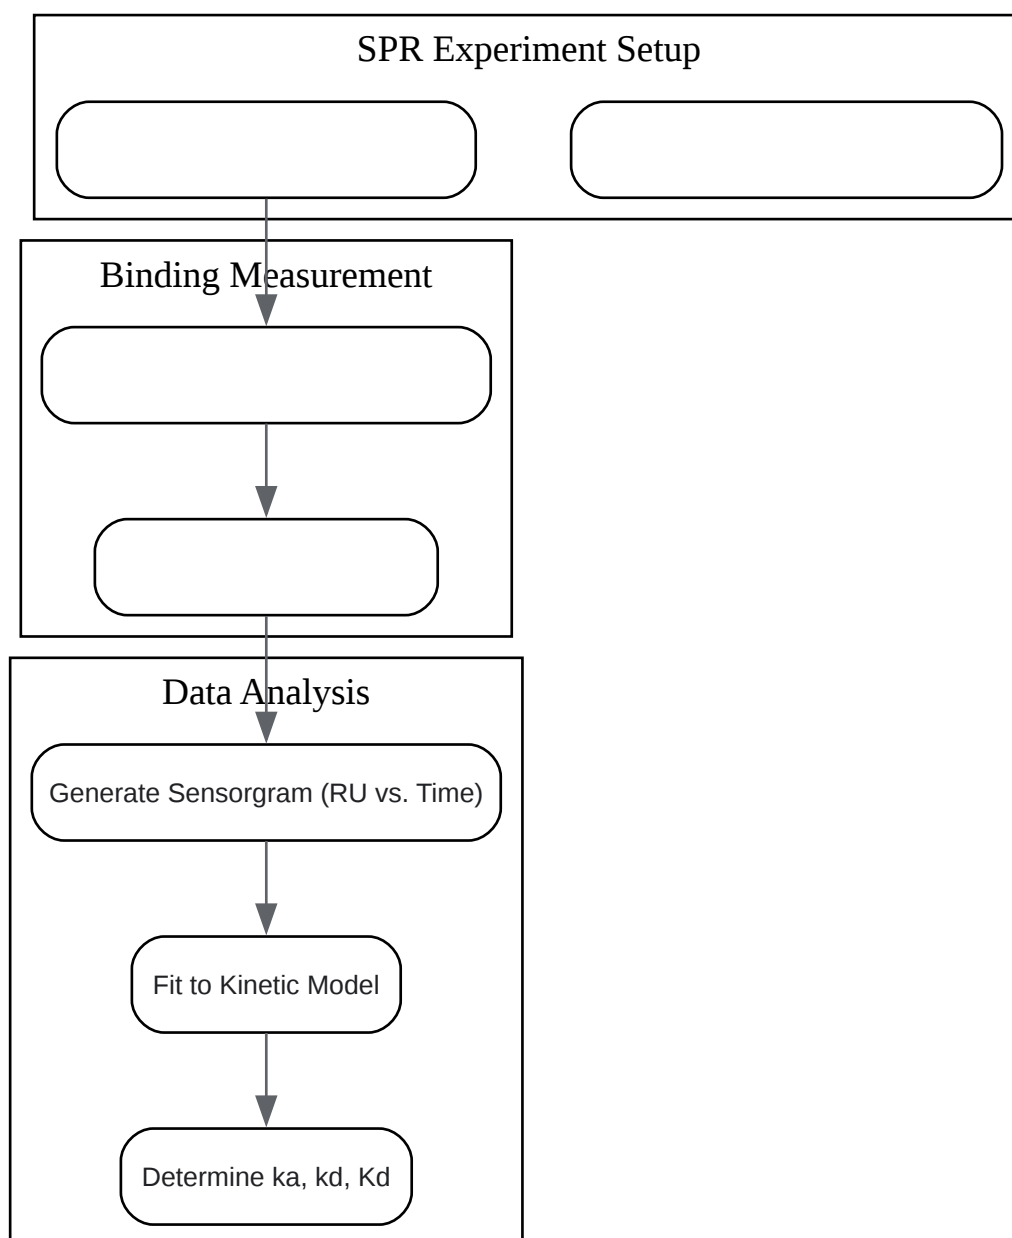 SPR Experiment Setup
Binding Measurement
Data Analysis
Generate Sensorgram (RU vs. Time)
Fit to Kinetic Model
Determine ka, kd, Kd